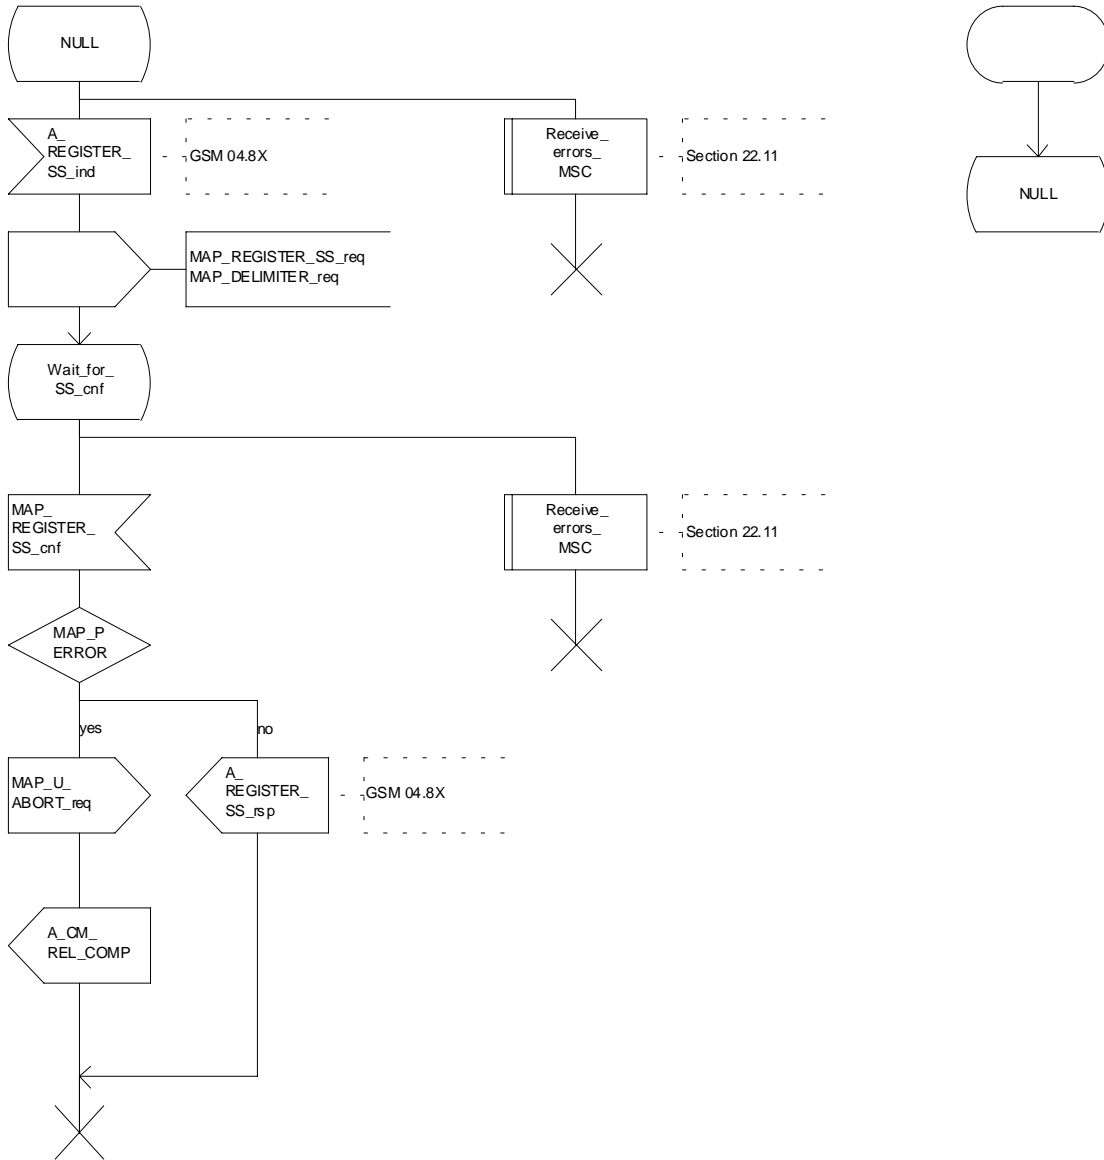 NULL
A_
REGISTER_
SS_ind
GSM 04.8X
Receive_
errors_
MSC
Section 22.11
NULL
MAP_REGISTER_SS_req
MAP_DELIMITER_req
Wait_for_
SS_cnf
MAP_
REGISTER_
SS_cnf
Receive_
errors_
MSC
Section 22.11
MAP_P
ERROR
yes
no
MAP_U_
ABORT_req
A_
REGISTER_
SS_rsp
GSM 04.8X
A_CM_
REL_COMP